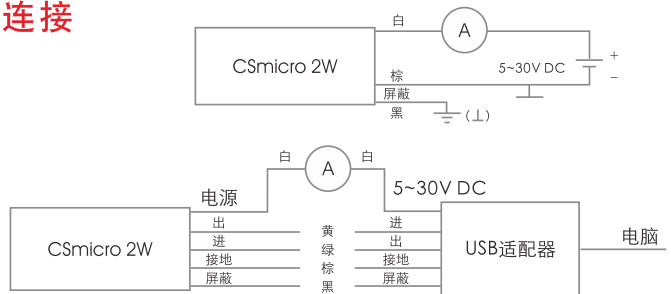 连接
白
A
CSmicro 2W
5~30V DC
+
−
棕
屏蔽
黑
(⊥)
白
A
白
电源
5~30V DC
CSmicro 2W
出
进
接地
屏蔽
黄
绿
棕
黑
进
出
接地
屏蔽
USB适配器
电脑